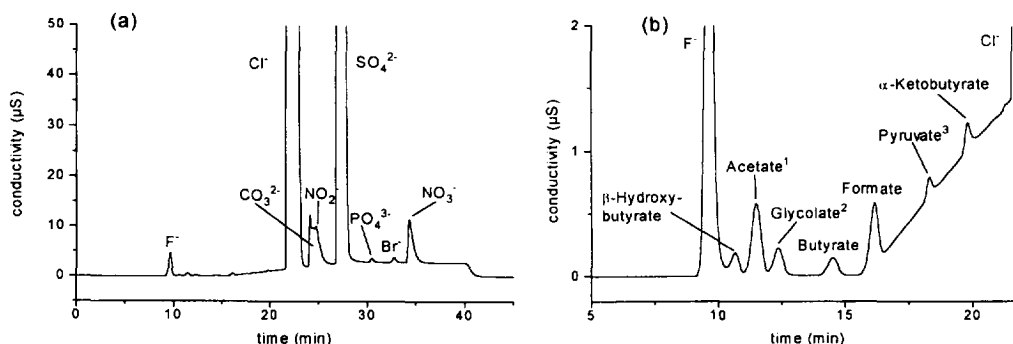 (a)
50
40
30
20
10
0
conductivity (µS)
Cl⁻
SO₄²⁻
CO₃²⁻
NO₂⁻
PO₄³⁻
Br⁻
NO₃⁻
F⁻
0 10 20 30 40
time (min)
(b)
2
1
0
conductivity (µS)
F⁻
Cl⁻
α-Ketobutyrate
Pyruvate³
Acetate¹
β-Hydroxy-
butyrate
Glycolate²
Formate
Butyrate
5 10 15 20
time (min)